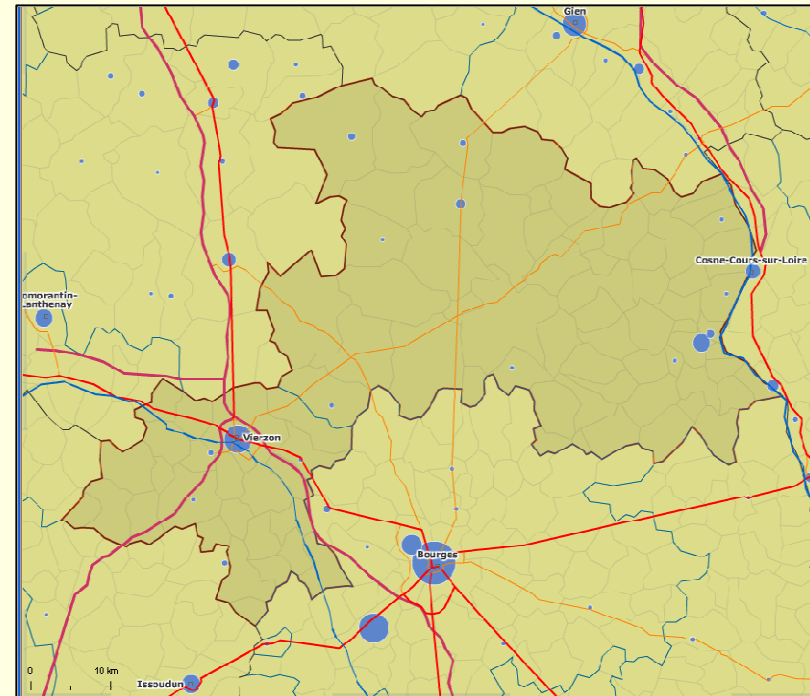 Gien
Cosne-Cours-sur-Loire
omorantin-
Lanthenay
Vierzon
Bourges
Issoudun
0 10 km